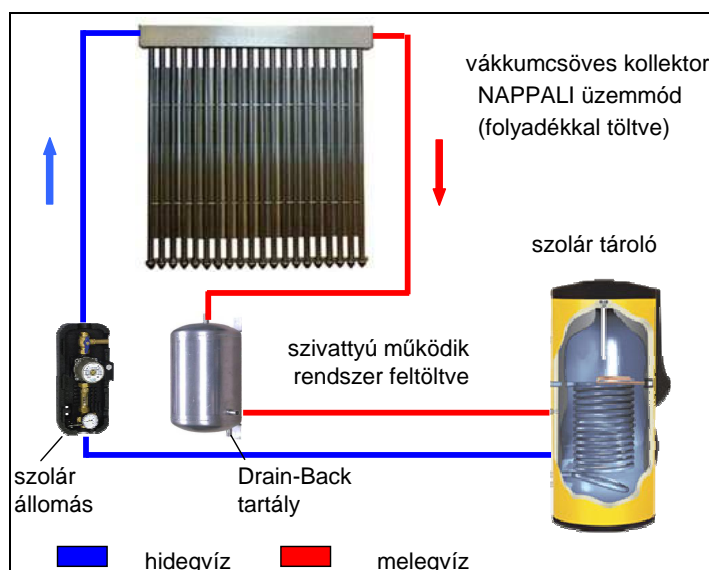 vákkumcsöves kollektor
NAPPALI üzemmód
(folyadékkal töltve)
szolár tároló
szivattyú működik
rendszer feltöltve
szolár
állomás
Drain-Back
tartály
hidegvíz
melegvíz